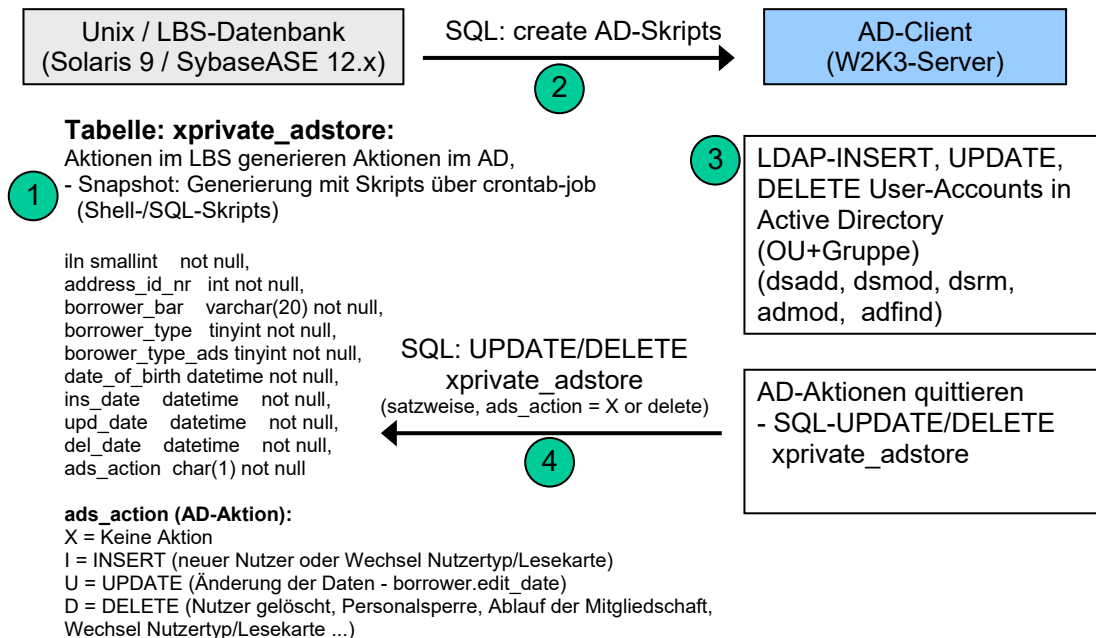 Unix / LBS-Datenbank
(Solaris 9 / SybaseASE 12.x)
SQL: create AD-Skripts
2
AD-Client
(W2K3-Server)
Tabelle: xprivate_adstore:
Aktionen im LBS generieren Aktionen im AD,
1
- Snapshot: Generierung mit Skripts über crontab-job
(Shell-/SQL-Skripts)
iln smallint not null,
address_id_nr int not null,
borrower_bar varchar(20) not null,
borrower_type tinyint not null,
borower_type_ads tinyint not null,
date_of_birth datetime not null,
ins_date datetime not null,
upd_date datetime not null,
del_date datetime not null,
ads_action char(1) not null
ads_action (AD-Aktion):
X = Keine Aktion
I = INSERT (neuer Nutzer oder Wechsel Nutzertyp/Lesekarte)
U = UPDATE (Änderung der Daten - borrower.edit_date)
D = DELETE (Nutzer gelöscht, Personalsperre, Ablauf der Mitgliedschaft,
Wechsel Nutzertyp/Lesekarte ...)
3
LDAP-INSERT, UPDATE,
DELETE User-Accounts in
Active Directory
(OU+Gruppe)
(dsadd, dsmod, dsrm,
admod, adfind)
SQL: UPDATE/DELETE
xprivate_adstore
(satzweise, ads_action = X or delete)
4
AD-Aktionen quittieren
- SQL-UPDATE/DELETE
xprivate_adstore